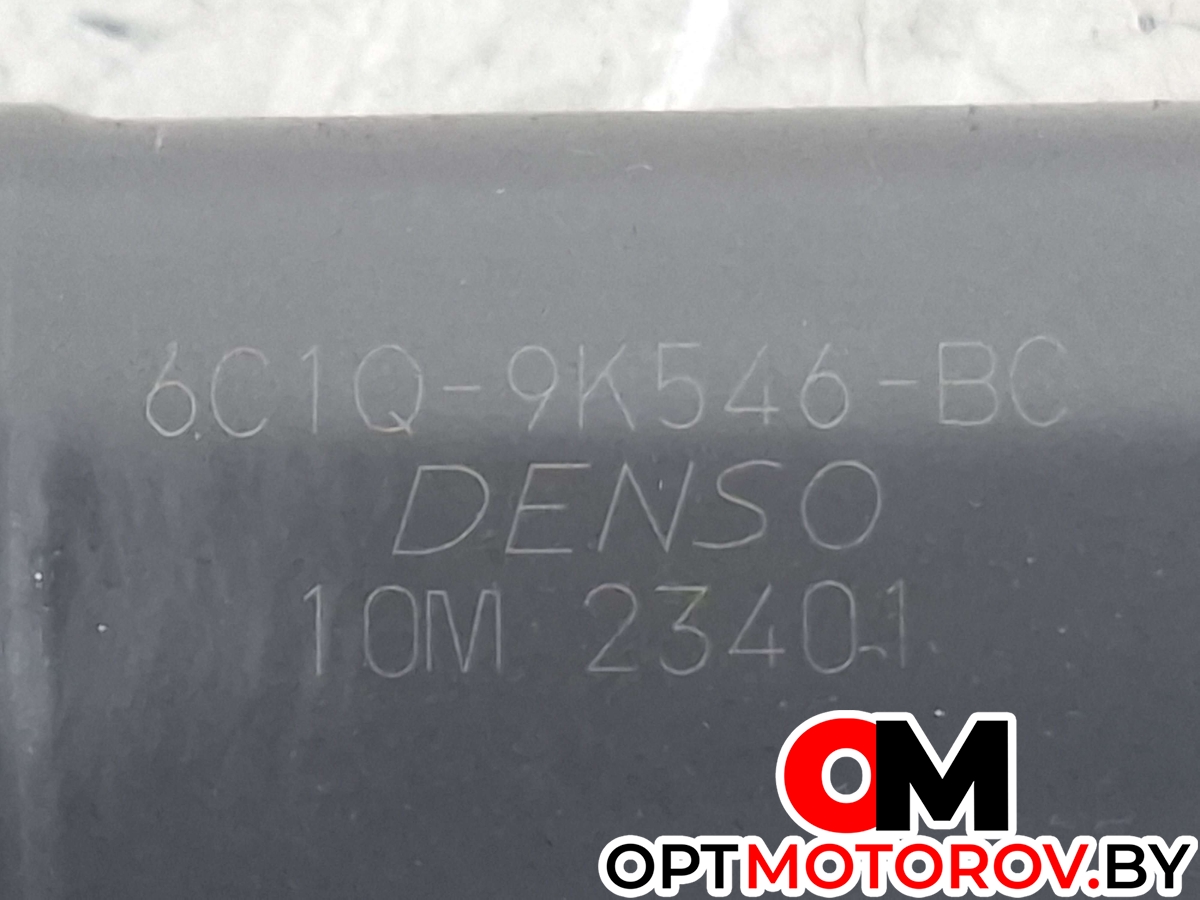 6C1Q-9K546-BC
DENSO
10M 23401
OM
OPTMOTOROV.BY